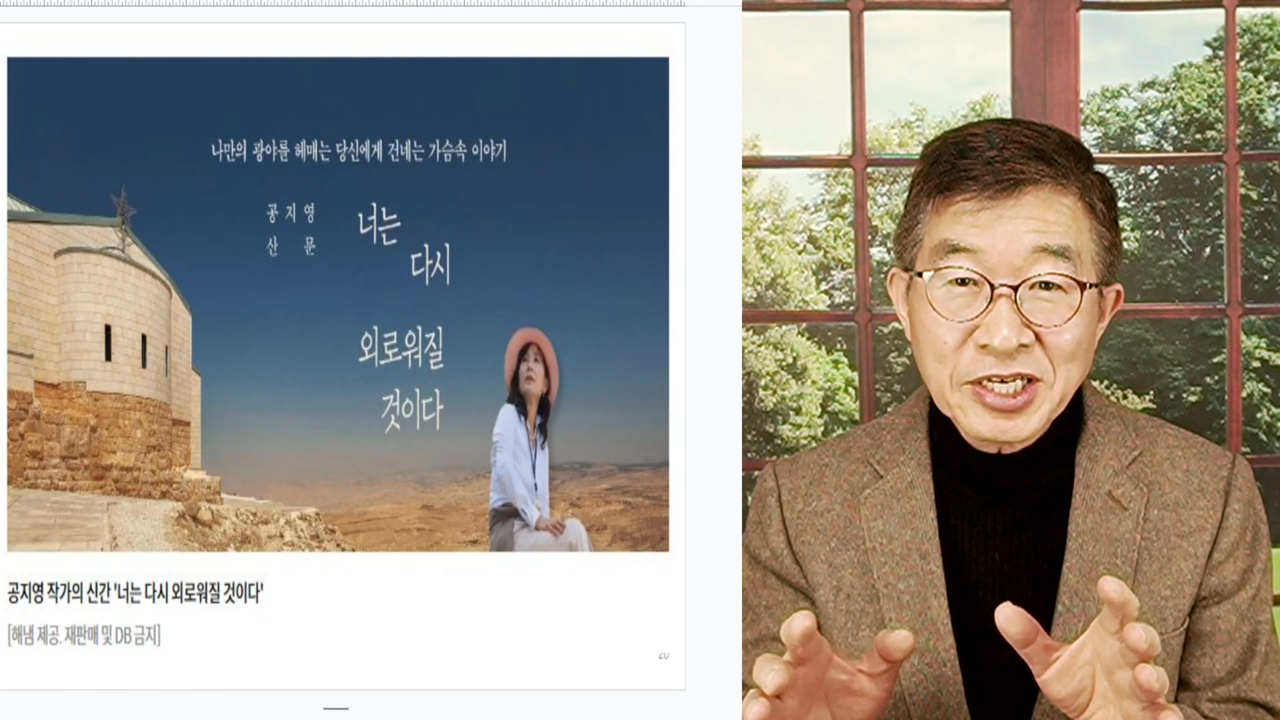 나만의 광야를 헤매는 당신에게 건네는 가슴속 이야기
공지영
산문
너는
다시
외로워질
것이다
공지영 작가의 신간 '너는 다시 외로워질 것이다'
[해냄 제공. 재판매 및 DB 금지]